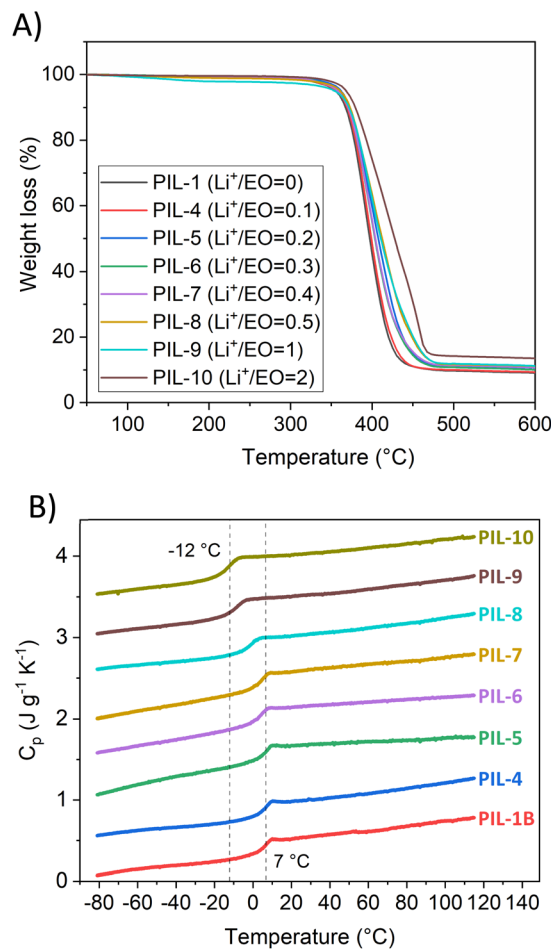 A)
100
80
60
40
20
0
Weight loss (%)
PIL-1 (Li⁺/EO=0)
PIL-4 (Li⁺/EO=0.1)
PIL-5 (Li⁺/EO=0.2)
PIL-6 (Li⁺/EO=0.3)
PIL-7 (Li⁺/EO=0.4)
PIL-8 (Li⁺/EO=0.5)
PIL-9 (Li⁺/EO=1)
PIL-10 (Li⁺/EO=2)
100 200 300 400 500 600
Temperature (°C)
B)
-12 °C
PIL-10
PIL-9
PIL-8
PIL-7
PIL-6
PIL-5
PIL-4
PIL-1B
7 °C
4
3
2
1
0
Cₚ (J g⁻¹ K⁻¹)
-80 -60 -40 -20 0 20 40 60 80 100 120 140
Temperature (°C)